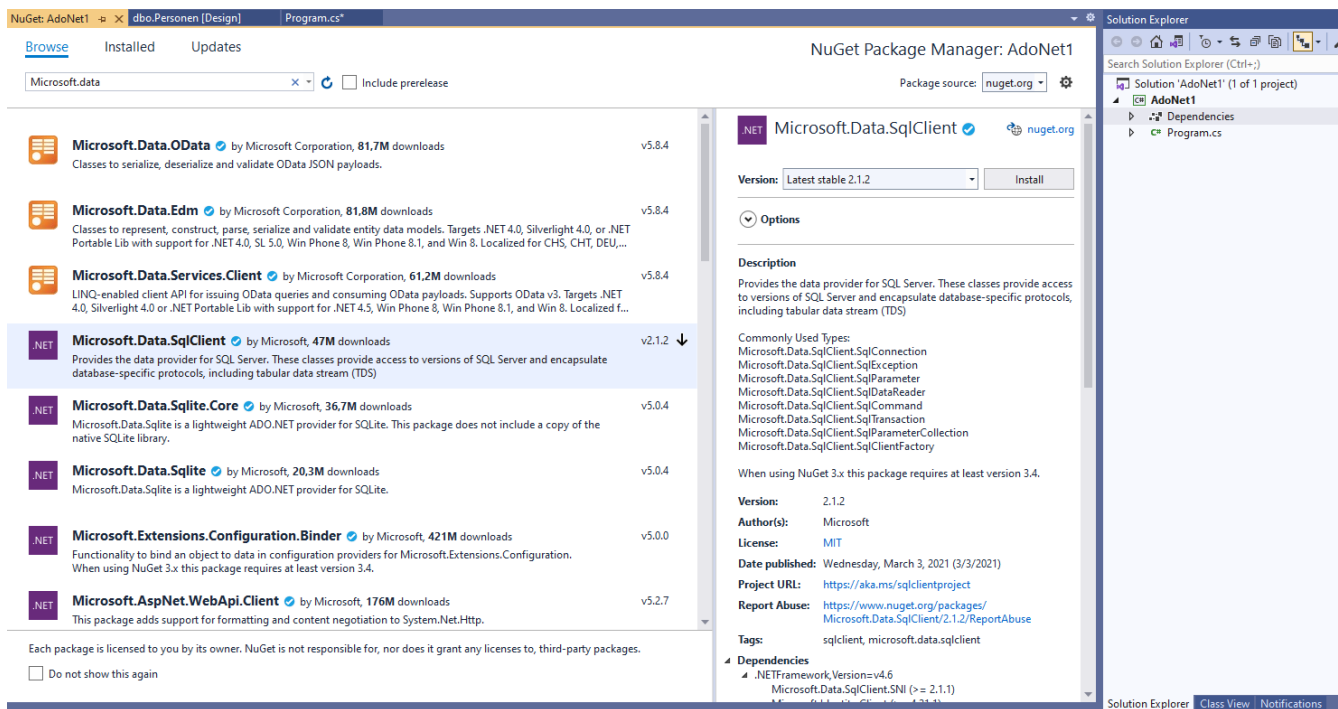 NuGet: AdoNet1
dbo.Personen [Design]
Program.cs*
Browse
Installed
Updates
NuGet Package Manager: AdoNet1
Microsoft.data
Include prerelease
Package source: nuget.org
Microsoft.Data.OData by Microsoft Corporation, 81,7M downloads
v5.8.4
Classes to serialize, deserialize and validate OData JSON payloads.
Microsoft.Data.Edm by Microsoft Corporation, 81,8M downloads
v5.8.4
Classes to represent, construct, parse, serialize and validate entity data models. Targets .NET 4.0, Silverlight 4.0, or .NET
Portable Lib with support for .NET 4.0, SL 5.0, Win Phone 8, Win Phone 8.1, and Win 8. Localized for CHS, CHT, DEU,...
Microsoft.Data.Services.Client by Microsoft Corporation, 61,2M downloads
v5.8.4
LINQ-enabled client API for issuing OData queries and consuming OData payloads. Supports OData v3. Targets .NET
4.0, Silverlight 4.0 or .NET Portable Lib with support for .NET 4.5, Win Phone 8, Win Phone 8.1, and Win 8. Localized f...
.NET
Microsoft.Data.SqlClient by Microsoft, 47M downloads
v2.1.2
Provides the data provider for SQL Server. These classes provide access to versions of SQL Server and encapsulate
database-specific protocols, including tabular data stream (TDS)
.NET
Microsoft.Data.Sqlite.Core by Microsoft, 36,7M downloads
v5.0.4
Microsoft.Data.Sqlite is a lightweight ADO.NET provider for SQLite. This package does not include a copy of the
native SQLite library.
.NET
Microsoft.Data.Sqlite by Microsoft, 20,3M downloads
v5.0.4
Microsoft.Data.Sqlite is a lightweight ADO.NET provider for SQLite.
.NET
Microsoft.Extensions.Configuration.Binder by Microsoft, 421M downloads
v5.0.0
Functionality to bind an object to data in configuration providers for Microsoft.Extensions.Configuration.
When using NuGet 3.x this package requires at least version 3.4.
.NET
Microsoft.AspNet.WebApi.Client by Microsoft, 176M downloads
v5.2.7
This package adds support for formatting and content negotiation to System.Net.Http.
Each package is licensed to you by its owner. NuGet is not responsible for, nor does it grant any licenses to, third-party packages.
Do not show this again
.NET
Microsoft.Data.SqlClient
nuget.org
Version: Latest stable 2.1.2
Install
Options
Description
Provides the data provider for SQL Server. These classes provide access
to versions of SQL Server and encapsulate database-specific protocols,
including tabular data stream (TDS)
Commonly Used Types:
Microsoft.Data.SqlClient.SqlConnection
Microsoft.Data.SqlClient.SqlException
Microsoft.Data.SqlClient.SqlParameter
Microsoft.Data.SqlClient.SqlDataReader
Microsoft.Data.SqlClient.SqlCommand
Microsoft.Data.SqlClient.SqlTransaction
Microsoft.Data.SqlClient.SqlParameterCollection
Microsoft.Data.SqlClient.SqlClientFactory
When using NuGet 3.x this package requires at least version 3.4.
Version: 2.1.2
Author(s): Microsoft
License: MIT
Date published: Wednesday, March 3, 2021 (3/3/2021)
Project URL: https://aka.ms/sqlclientproject
Report Abuse: https://www.nuget.org/packages/
Microsoft.Data.SqlClient/2.1.2/ReportAbuse
Tags: sqlclient, microsoft.data.sqlclient
Dependencies
.NETFramework,Version=v4.6
Microsoft.Data.SqlClient.SNI (>= 2.1.1)
Solution Explorer
Search Solution Explorer (Ctrl+;)
Solution 'AdoNet1' (1 of 1 project)
C# AdoNet1
Dependencies
C# Program.cs
Solution Explorer
Class View
Notifications